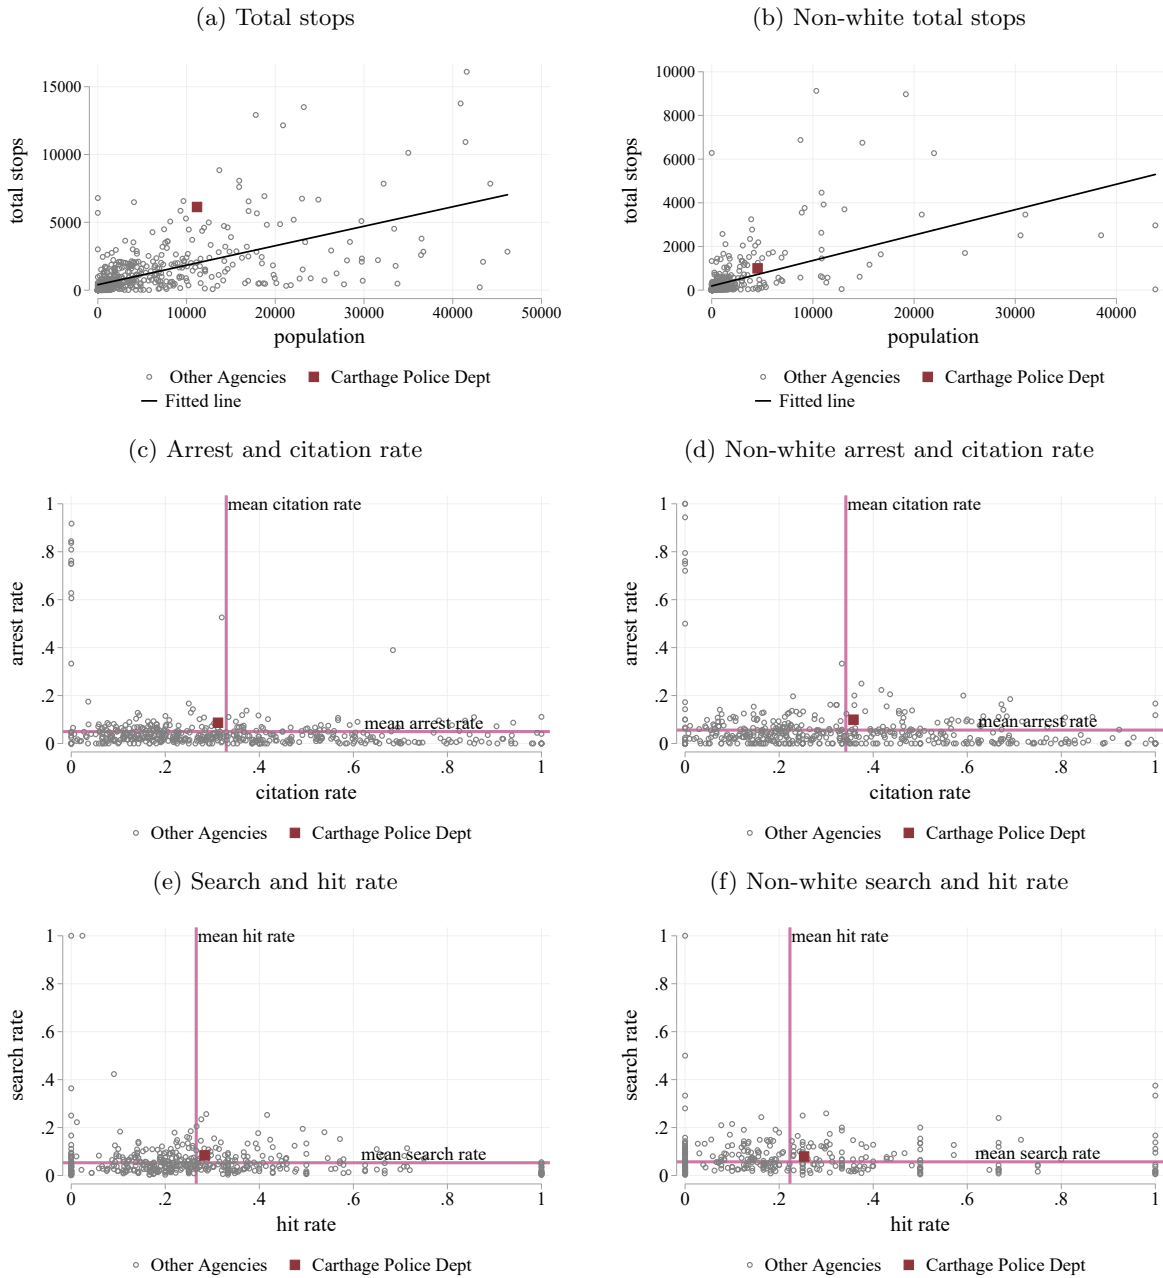 (a) Total stops
(b) Non-white total stops
total stops
15000
10000
5000
0
0 10000 20000 30000 40000 50000
population
Other Agencies Carthage Police Dept
Fitted line
total stops
10000
8000
6000
4000
2000
0
0 10000 20000 30000 40000
population
Other Agencies Carthage Police Dept
Fitted line
(c) Arrest and citation rate
(d) Non-white arrest and citation rate
arrest rate
1
.8
.6
.4
.2
0
mean citation rate
mean arrest rate
0 .2 .4 .6 .8 1
citation rate
Other Agencies Carthage Police Dept
arrest rate
1
.8
.6
.4
.2
0
mean citation rate
mean arrest rate
0 .2 .4 .6 .8 1
citation rate
Other Agencies Carthage Police Dept
(e) Search and hit rate
(f) Non-white search and hit rate
search rate
1
.8
.6
.4
.2
0
mean hit rate
mean search rate
0 .2 .4 .6 .8 1
hit rate
Other Agencies Carthage Police Dept
search rate
1
.8
.6
.4
.2
0
mean hit rate
mean search rate
0 .2 .4 .6 .8 1
hit rate
Other Agencies Carthage Police Dept